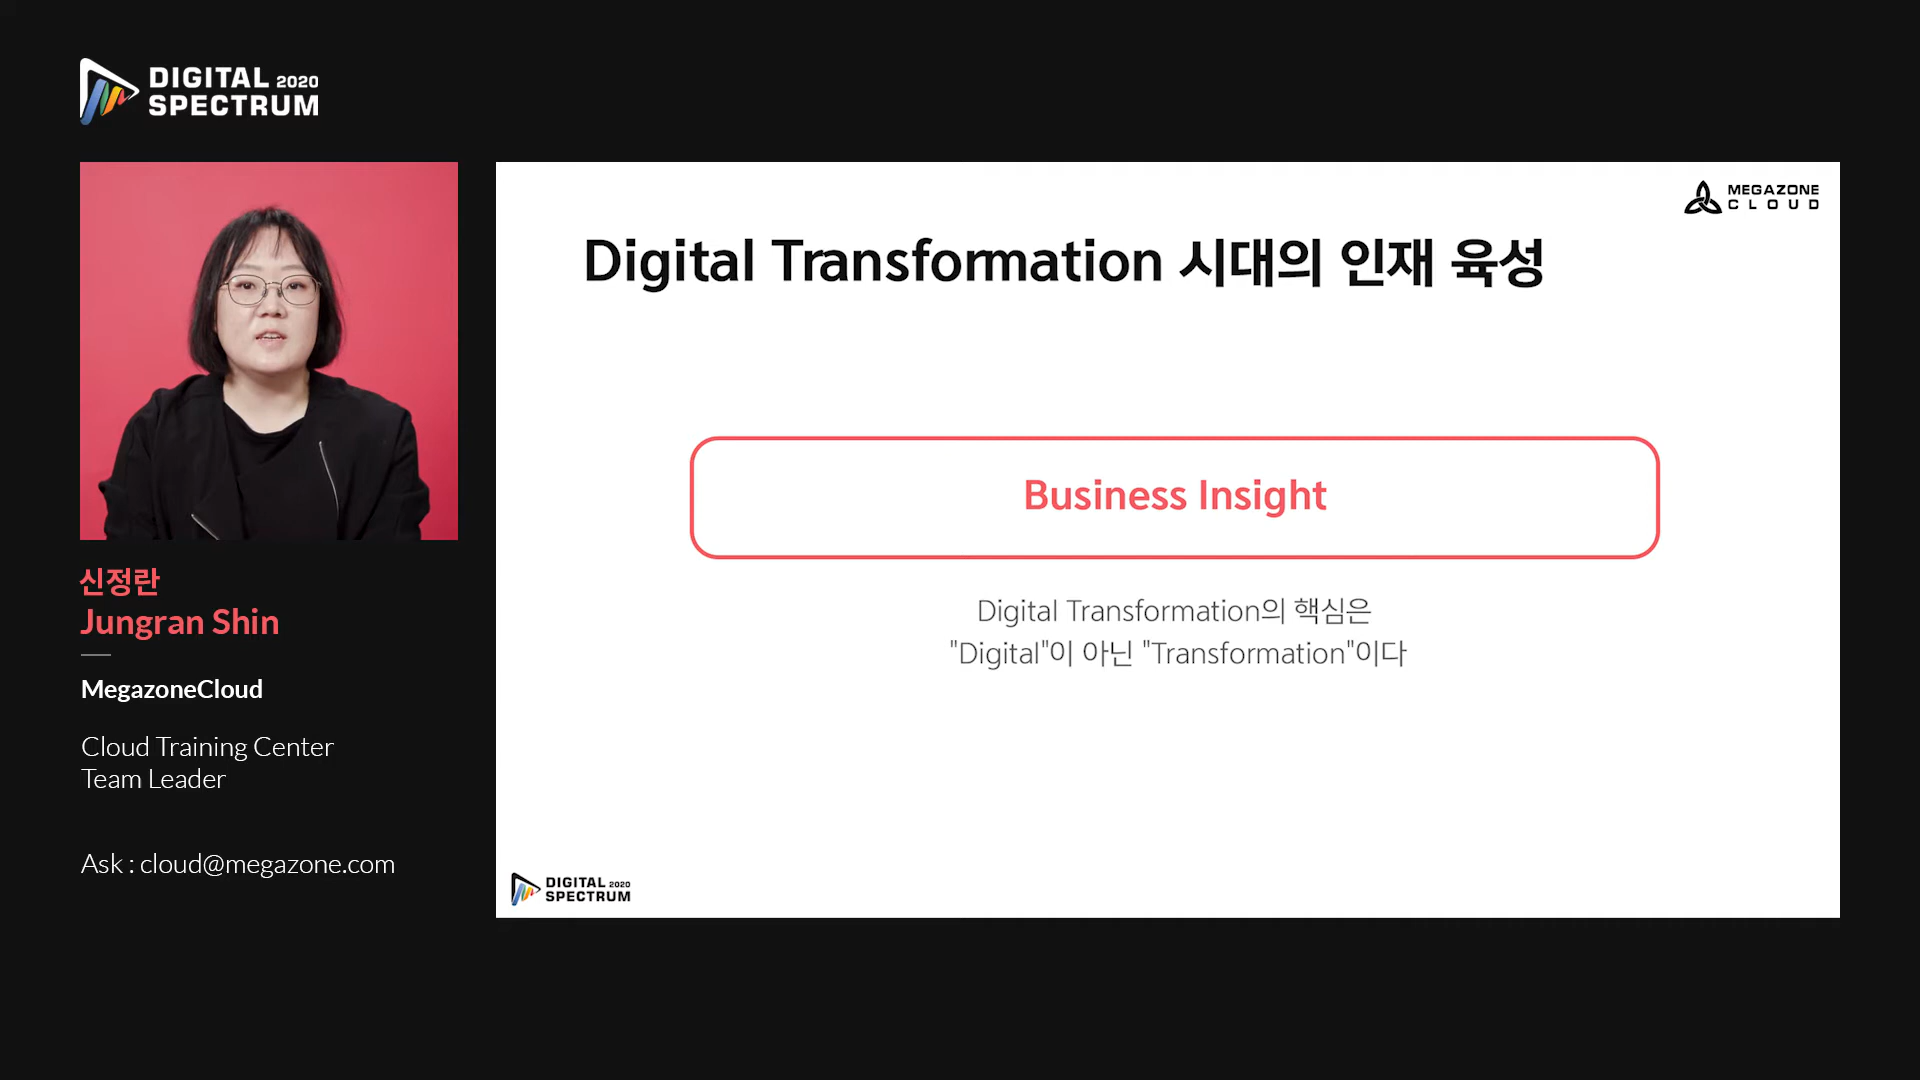 DIGITAL 2020
SPECTRUM
신정란
Jungran Shin
MegazoneCloud
Cloud Training Center
Team Leader
Ask : cloud@megazone.com
MEGAZONE
CLOUD
Digital Transformation 시대의 인재 육성
Business Insight
Digital Transformation의 핵심은
"Digital"이 아닌 "Transformation"이다
DIGITAL 2020
SPECTRUM